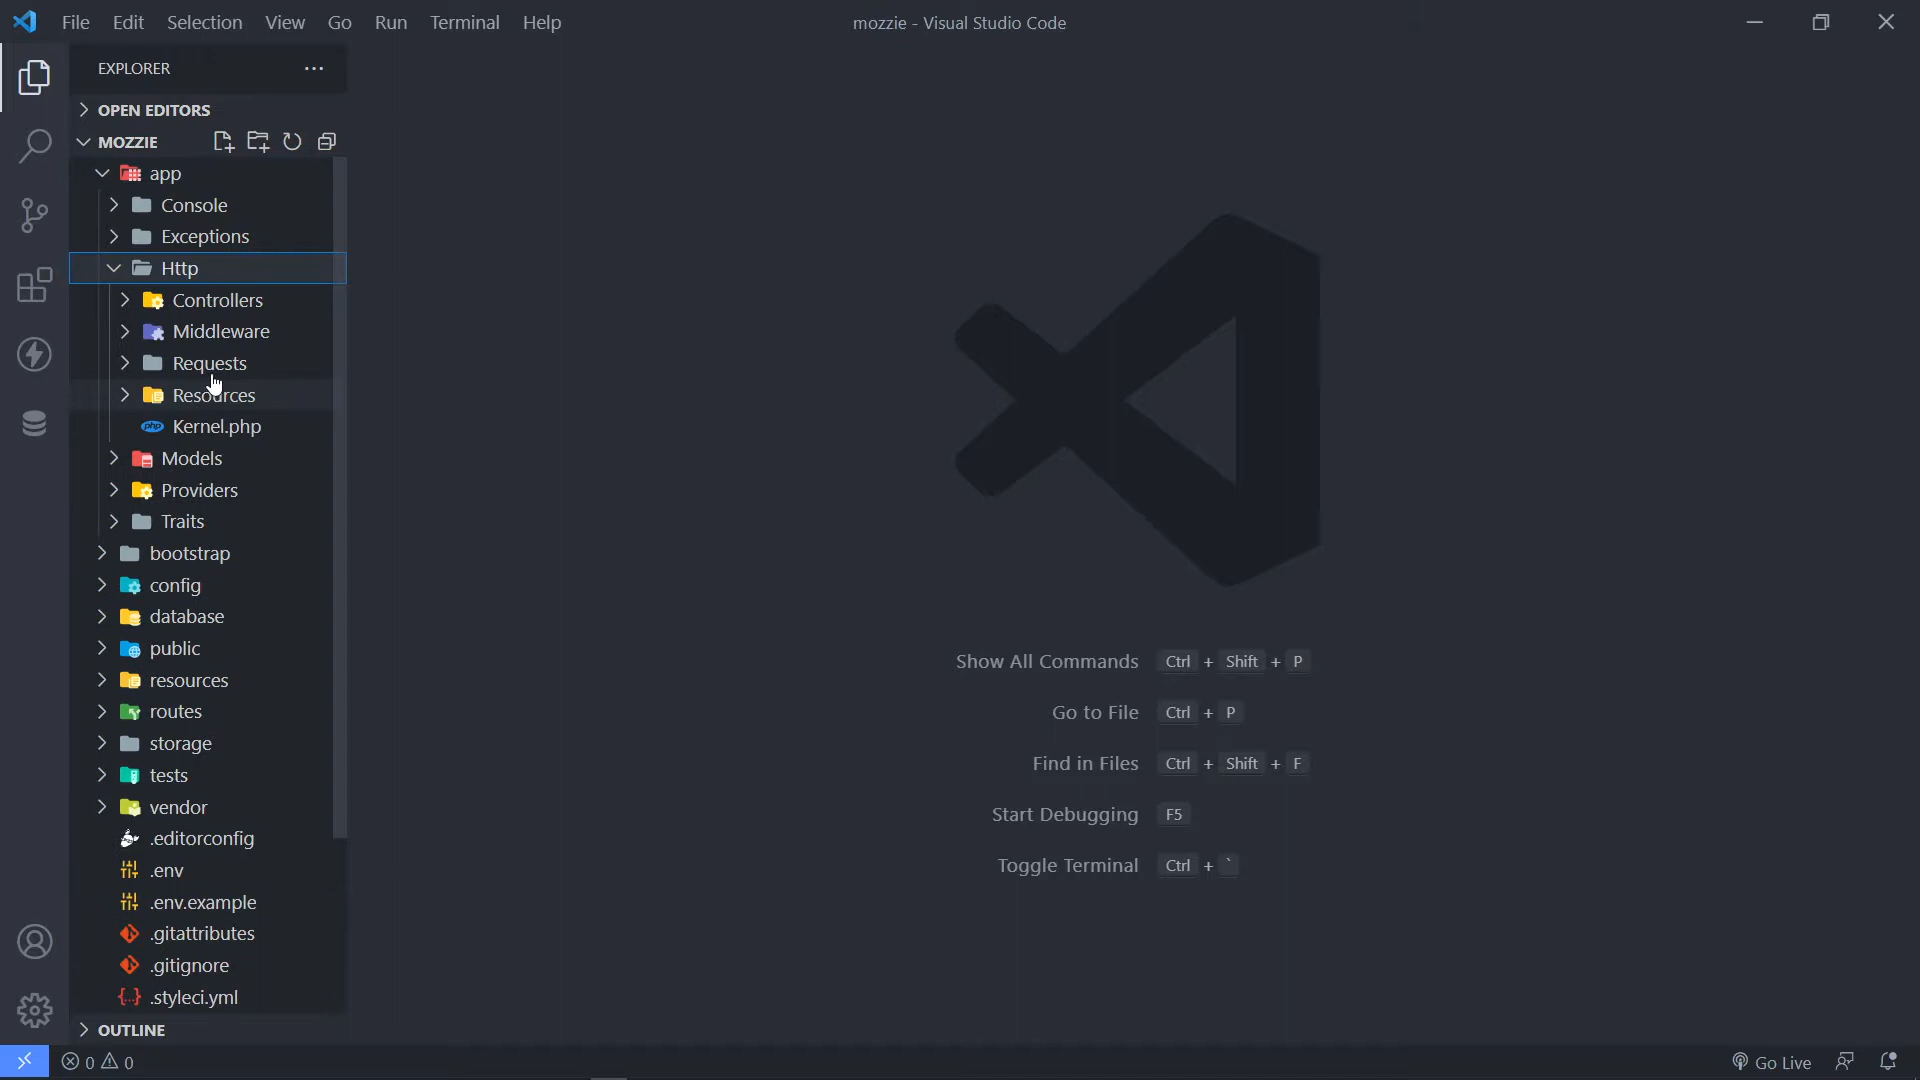 File Edit Selection View Go Run Terminal Help
mozzie - Visual Studio Code
EXPLORER
OPEN EDITORS
MOZZIE
app
Console
Exceptions
Http
Controllers
Middleware
Requests
Resources
php Kernel.php
Models
Providers
Traits
bootstrap
config
database
public
resources
routes
storage
tests
vendor
.editorconfig
.env
.env.example
.gitattributes
.gitignore
{..} .styleci.yml
OUTLINE
Show All Commands Ctrl + Shift + P
Go to File Ctrl + P
Find in Files Ctrl + Shift + F
Start Debugging F5
Toggle Terminal Ctrl + `
0 0
Go Live